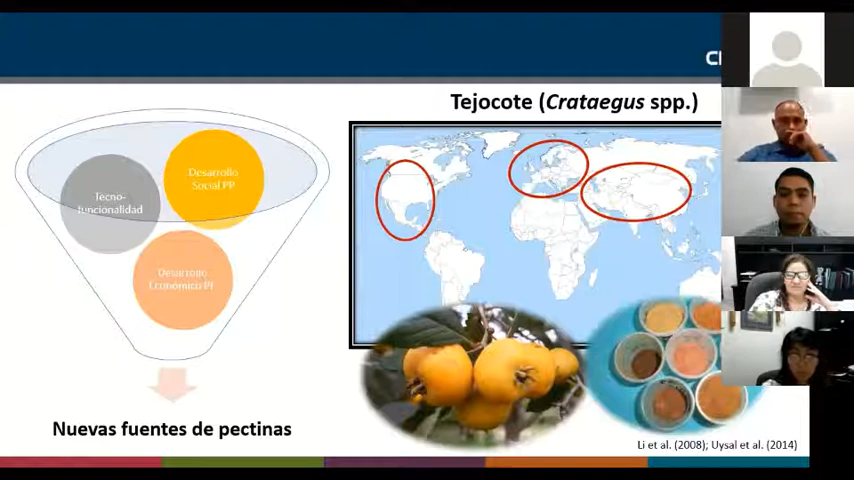 Tejocote (Crataegus spp.)
Desarrollo
Social PP
Tecno-
funcionalidad
Desarrollo
Económico PI
Nuevas fuentes de pectinas
Li et al. (2008); Uysal et al. (2014)